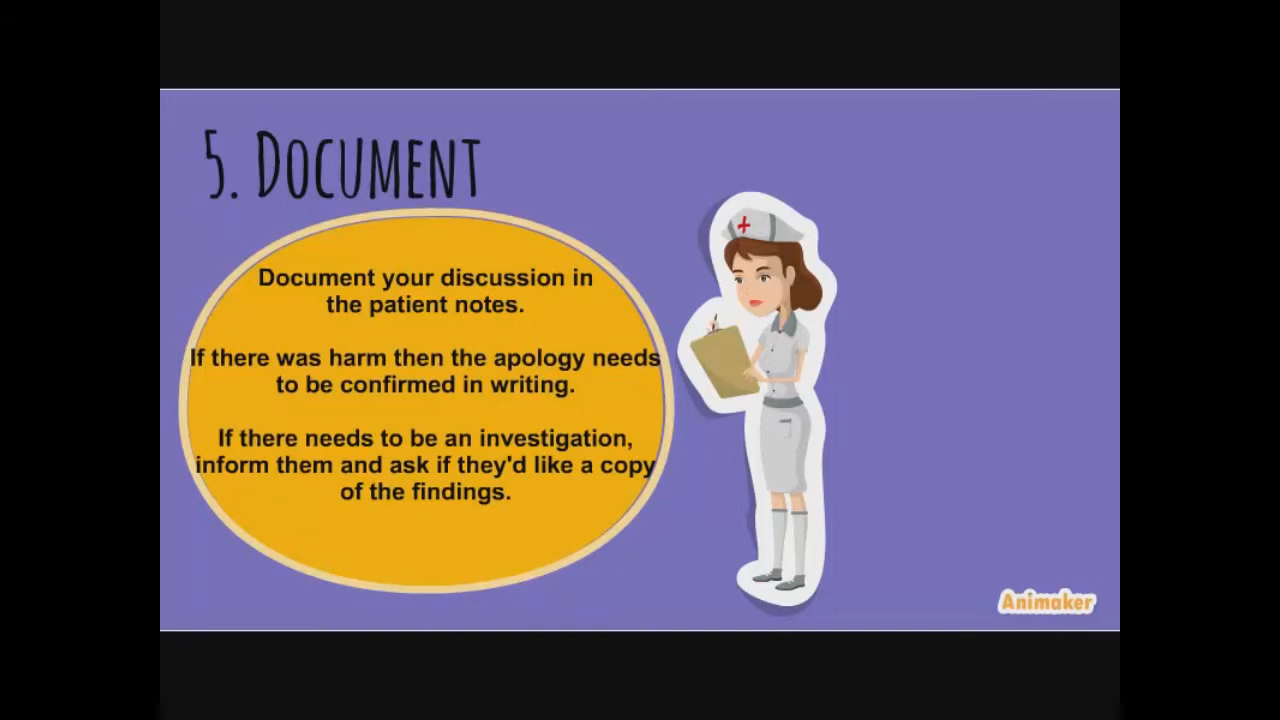 5. Document
Document your discussion in
the patient notes.
If there was harm then the apology needs
to be confirmed in writing.
If there needs to be an investigation,
inform them and ask if they'd like a copy
of the findings.
Animaker